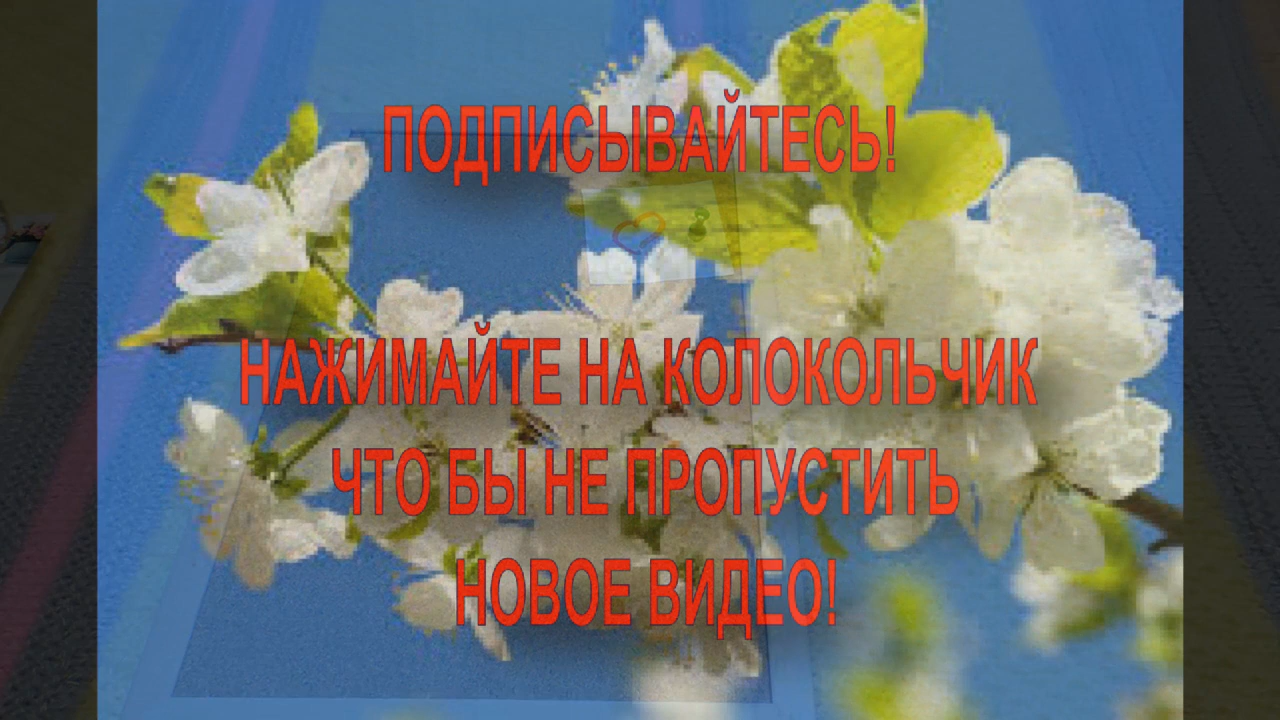 ПОДПИСЫВАЙТЕСЬ!
НАЖИМАЙТЕ НА КОЛОКОЛЬЧИК
ЧТО БЫ НЕ ПРОПУСТИТЬ
НОВОЕ ВИДЕО!